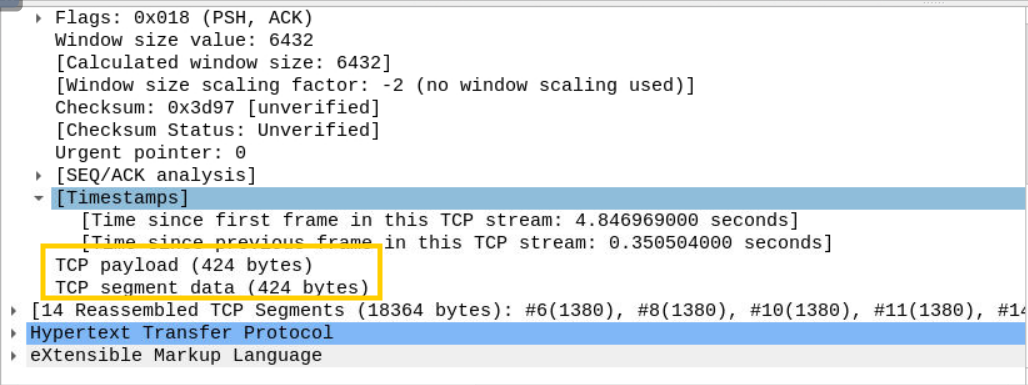 Flags: 0x018 (PSH, ACK)
Window size value: 6432
[Calculated window size: 6432]
[Window size scaling factor: -2 (no window scaling used)]
Checksum: 0x3d97 [unverified]
[Checksum Status: Unverified]
Urgent pointer: 0
[SEQ/ACK analysis]
[Timestamps]
[Time since first frame in this TCP stream: 4.846969000 seconds]
[Time since previous frame in this TCP stream: 0.350504000 seconds]
TCP payload (424 bytes)
TCP segment data (424 bytes)
[14 Reassembled TCP Segments (18364 bytes): #6(1380), #8(1380), #10(1380), #11(1380), #14
Hypertext Transfer Protocol
eXtensible Markup Language